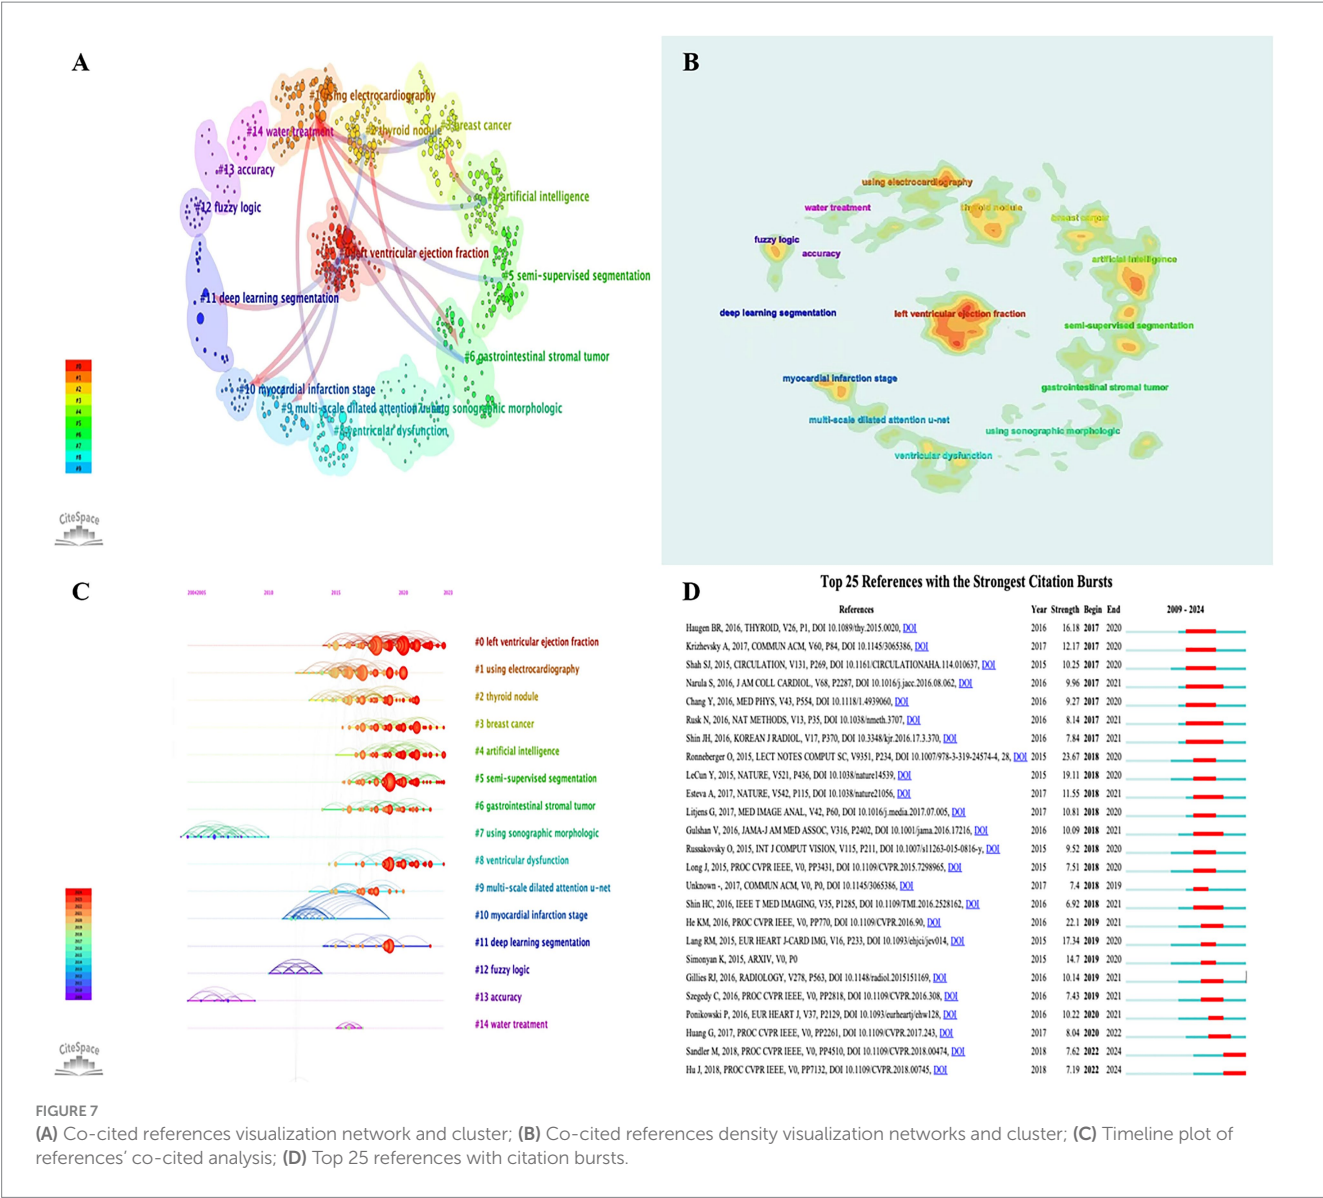 A
#1 using electrocardiography
#2 thyroid nodule
#3 breast cancer
#14 water treatment
#13 accuracy
#4 artificial intelligence
#12 fuzzy logic
#0 left ventricular ejection fraction
#5 semi-supervised segmentation
#11 deep learning segmentation
#6 gastrointestinal stromal tumor
#10 myocardial infarction stage
#9 multi-scale dilated attention u-net
#7 using sonographic morphologic
#8 ventricular dysfunction
#0
#1
#2
#3
#4
#5
#6
#7
#8
#9
CiteSpace
B
using electrocardiography
water treatment
thyroid nodule
breast cancer
fuzzy logic
accuracy
artificial intelligence
deep learning segmentation
left ventricular ejection fraction
semi-supervised segmentation
myocardial infarction stage
gastrointestinal stromal tumor
multi-scale dilated attention u-net
using sonographic morphologic
ventricular dysfunction
C
2004 2005 2010 2015 2020 2023
#0 left ventricular ejection fraction
#1 using electrocardiography
#2 thyroid nodule
#3 breast cancer
#4 artificial intelligence
#5 semi-supervised segmentation
#6 gastrointestinal stromal tumor
#7 using sonographic morphologic
#8 ventricular dysfunction
#9 multi-scale dilated attention u-net
#10 myocardial infarction stage
#11 deep learning segmentation
#12 fuzzy logic
#13 accuracy
#14 water treatment
CiteSpace
D
Top 25 References with the Strongest Citation Bursts
References Year Strength Begin End 2009 - 2024
Haugen BR, 2016, THYROID, V26, P1, DOI 10.1089/thy.2015.0020, DOI 2016 16.18 2017 2020
Krizhevsky A, 2017, COMMUN ACM, V60, P84, DOI 10.1145/3065386, DOI 2017 12.17 2017 2020
Shah SJ, 2015, CIRCULATION, V131, P269, DOI 10.1161/CIRCULATIONAHA.114.010637, DOI 2015 10.25 2017 2020
Narula S, 2016, J AM COLL CARDIOL, V68, P2287, DOI 10.1016/j.jacc.2016.08.062, DOI 2016 9.96 2017 2021
Chang Y, 2016, MED PHYS, V43, P554, DOI 10.1118/1.4939060, DOI 2016 9.27 2017 2020
Rusk N, 2016, NAT METHODS, V13, P35, DOI 10.1038/nmeth.3707, DOI 2016 8.14 2017 2021
Shin JH, 2016, KOREAN J RADIOL, V17, P370, DOI 10.3348/kjr.2016.17.3.370, DOI 2016 7.84 2017 2021
Ronneberger O, 2015, LECT NOTES COMPUT SC, V9351, P234, DOI 10.1007/978-3-319-24574-4, 28, DOI 2015 23.67 2018 2020
LeCun Y, 2015, NATURE, V521, P436, DOI 10.1038/nature14539, DOI 2015 19.11 2018 2020
Esteva A, 2017, NATURE, V542, P115, DOI 10.1038/nature21056, DOI 2017 11.55 2018 2021
Litjens G, 2017, MED IMAGE ANAL, V42, P60, DOI 10.1016/j.media.2017.07.005, DOI 2017 10.81 2018 2020
Gulshan V, 2016, JAMA-J AM MED ASSOC, V316, P2402, DOI 10.1001/jama.2016.17216, DOI 2016 10.09 2018 2021
Russakovsky O, 2015, INT J COMPUT VISION, V115, P211, DOI 10.1007/s11263-015-0816-y, DOI 2015 9.52 2018 2020
Long J, 2015, PROC CVPR IEEE, V0, PP3431, DOI 10.1109/CVPR.2015.7298965, DOI 2015 7.51 2018 2020
Unknown -, 2017, COMMUN ACM, V0, P0, DOI 10.1145/3065386, DOI 2017 7.4 2018 2019
Shin HC, 2016, IEEE T MED IMAGING, V35, P1285, DOI 10.1109/TMI.2016.2528162, DOI 2016 6.92 2018 2021
He KM, 2016, PROC CVPR IEEE, V0, PP770, DOI 10.1109/CVPR.2016.90, DOI 2016 22.1 2019 2021
Lang RM, 2015, EUR HEART J-CARD IMG, V16, P233, DOI 10.1093/ehjci/jev014, DOI 2015 17.34 2019 2020
Simonyan K, 2015, ARXIV, V0, P0 2015 14.7 2019 2020
Gillies RJ, 2016, RADIOLOGY, V278, P563, DOI 10.1148/radiol.2015151169, DOI 2016 10.14 2019 2021
Szegedy C, 2016, PROC CVPR IEEE, V0, PP2818, DOI 10.1109/CVPR.2016.308, DOI 2016 7.43 2019 2021
Ponikowski P, 2016, EUR HEART J, V37, P2129, DOI 10.1093/eurheartj/ehw128, DOI 2016 10.22 2020 2021
Huang G, 2017, PROC CVPR IEEE, V0, PP2261, DOI 10.1109/CVPR.2017.243, DOI 2017 8.04 2020 2022
Sandler M, 2018, PROC CVPR IEEE, V0, PP4510, DOI 10.1109/CVPR.2018.00474, DOI 2018 7.62 2022 2024
Hu J, 2018, PROC CVPR IEEE, V0, PP7132, DOI 10.1109/CVPR.2018.00745, DOI 2018 7.19 2022 2024
FIGURE 7
(A) Co-cited references visualization network and cluster; (B) Co-cited references density visualization networks and cluster; (C) Timeline plot of
references' co-cited analysis; (D) Top 25 references with citation bursts.